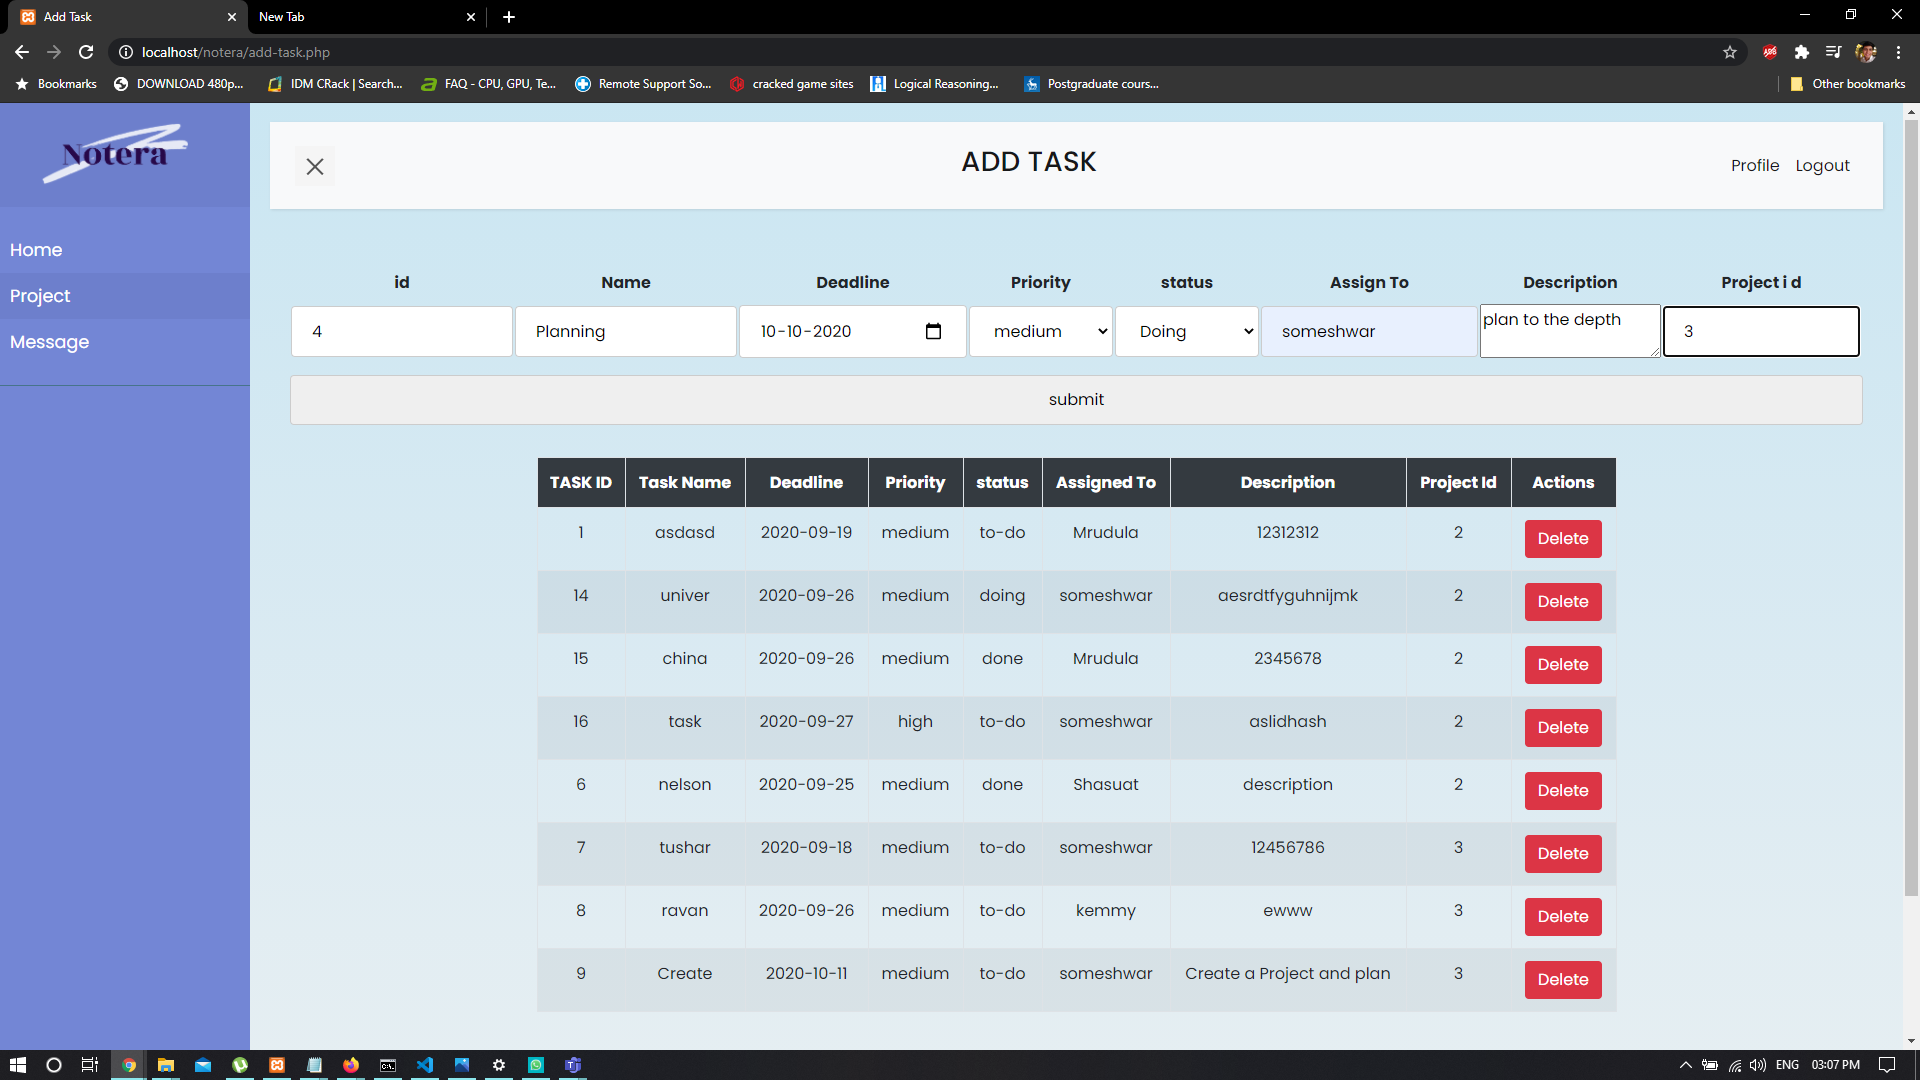 Add Task
New Tab
localhost/notera/add-task.php
Bookmarks DOWNLOAD 480p... IDM CRack | Search... FAQ - CPU, GPU, Te... Remote Support So... cracked game sites Logical Reasoning... Postgraduate cours... Other bookmarks
Notera
ADD TASK
Profile Logout
Home
Project
Message
id Name Deadline Priority status Assign To Description Project i d
4 Planning 10-10-2020 medium Doing someshwar plan to the depth 3
submit
TASK ID Task Name Deadline Priority status Assigned To Description Project Id Actions
1 asdasd 2020-09-19 medium to-do Mrudula 12312312 2 Delete
14 univer 2020-09-26 medium doing someshwar aesrdtfyguhnijmk 2 Delete
15 china 2020-09-26 medium done Mrudula 2345678 2 Delete
16 task 2020-09-27 high to-do someshwar aslidhash 2 Delete
6 nelson 2020-09-25 medium done Shasuat description 2 Delete
7 tushar 2020-09-18 medium to-do someshwar 12456786 3 Delete
8 ravan 2020-09-26 medium to-do kemmy ewww 3 Delete
9 Create 2020-10-11 medium to-do someshwar Create a Project and plan 3 Delete
ENG 03:07 PM